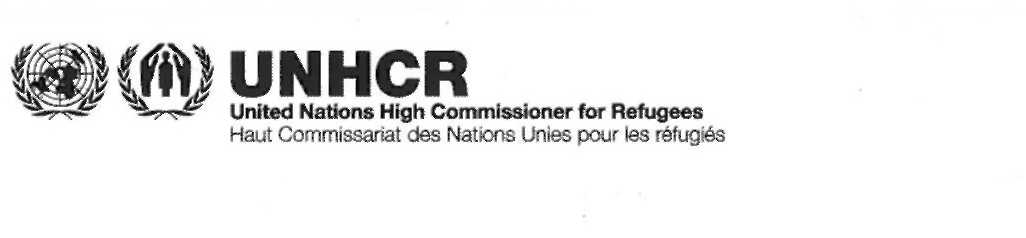 UNHCR
United Nations High Commissioner for Refugees
Haut Commissariat des Nations Unies pour les réfugiés